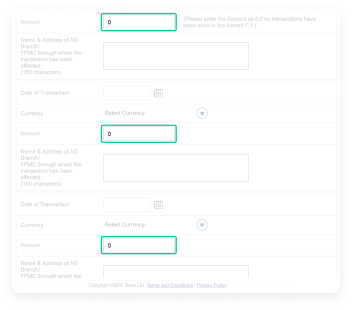 Amount
0
(Please enter the Amount as 0,if no transactions have
been done in the current F.Y.)
Name & Address of AD
Branch/
FFMC through which the
transaction has been
effected
(150 characters)
Date of Transaction
Currency
-Select Currency-
Amount
0
Name & Address of AD
Branch/
FFMC through which the
transaction has been
effected
(150 characters)
Date of Transaction
Currency
-Select Currency-
Amount
0
Name & Address of AD
Branch/
FFMC through which the
Copyright HDFC Bank Ltd. Terms and Conditions | Privacy Policy